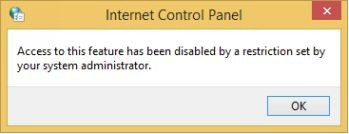 Internet Control Panel
Access to this feature has been disabled by a restriction set by
your system administrator.
OK